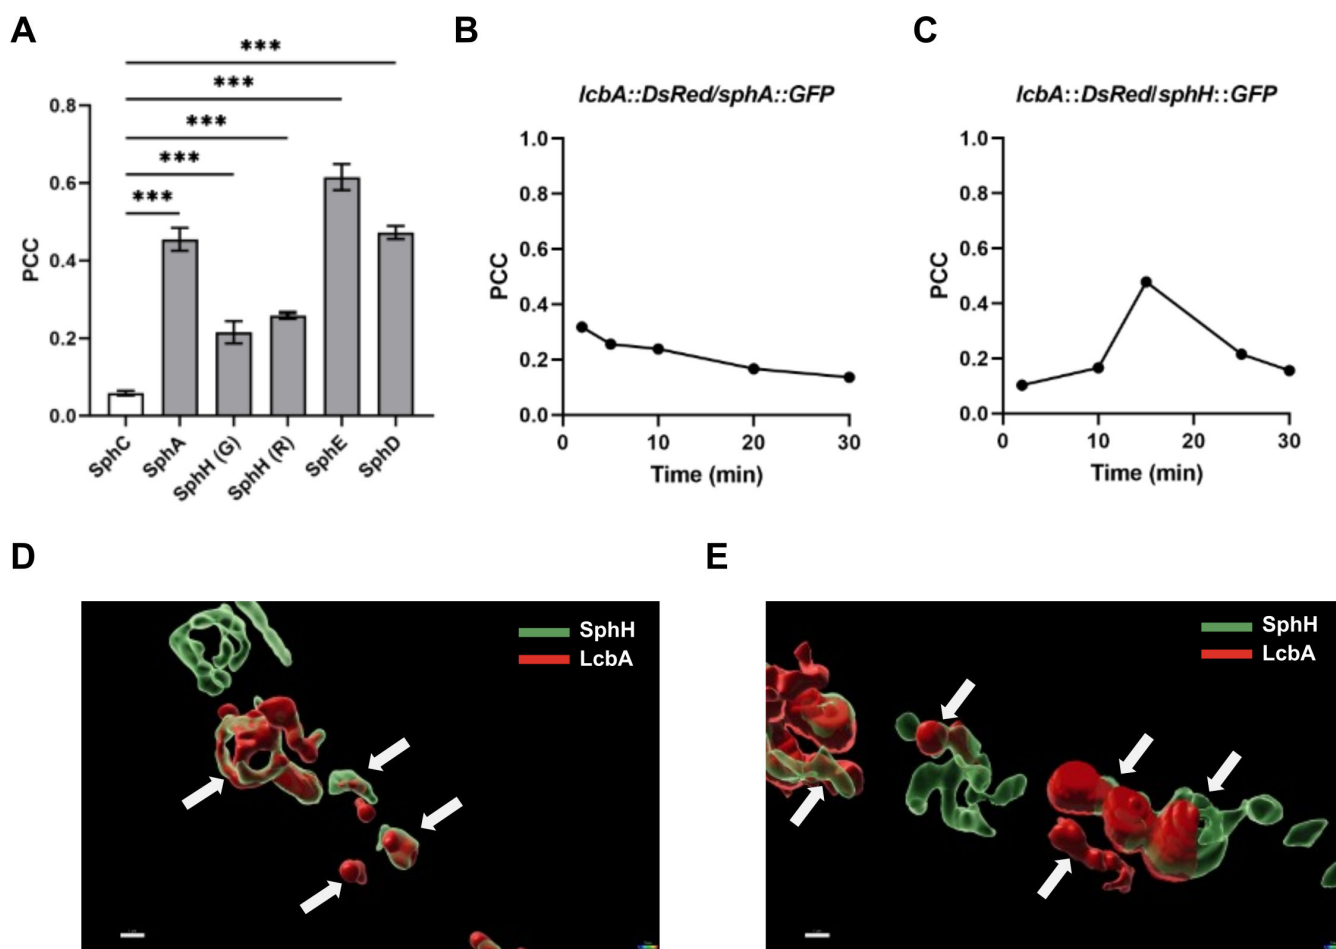 A
***
***
***
***
***
PCC
0.8
0.6
0.4
0.2
0.0
SphC
SphA
SphH (G)
SphH (R)
SphE
SphD
B
lcbA::DsRed/sphA::GFP
PCC
1.0
0.8
0.6
0.4
0.2
0.0
0
10
20
30
Time (min)
C
lcbA::DsRed/sphH::GFP
PCC
1.0
0.8
0.6
0.4
0.2
0.0
0
10
20
30
Time (min)
D
SphH
LcbA
E
SphH
LcbA